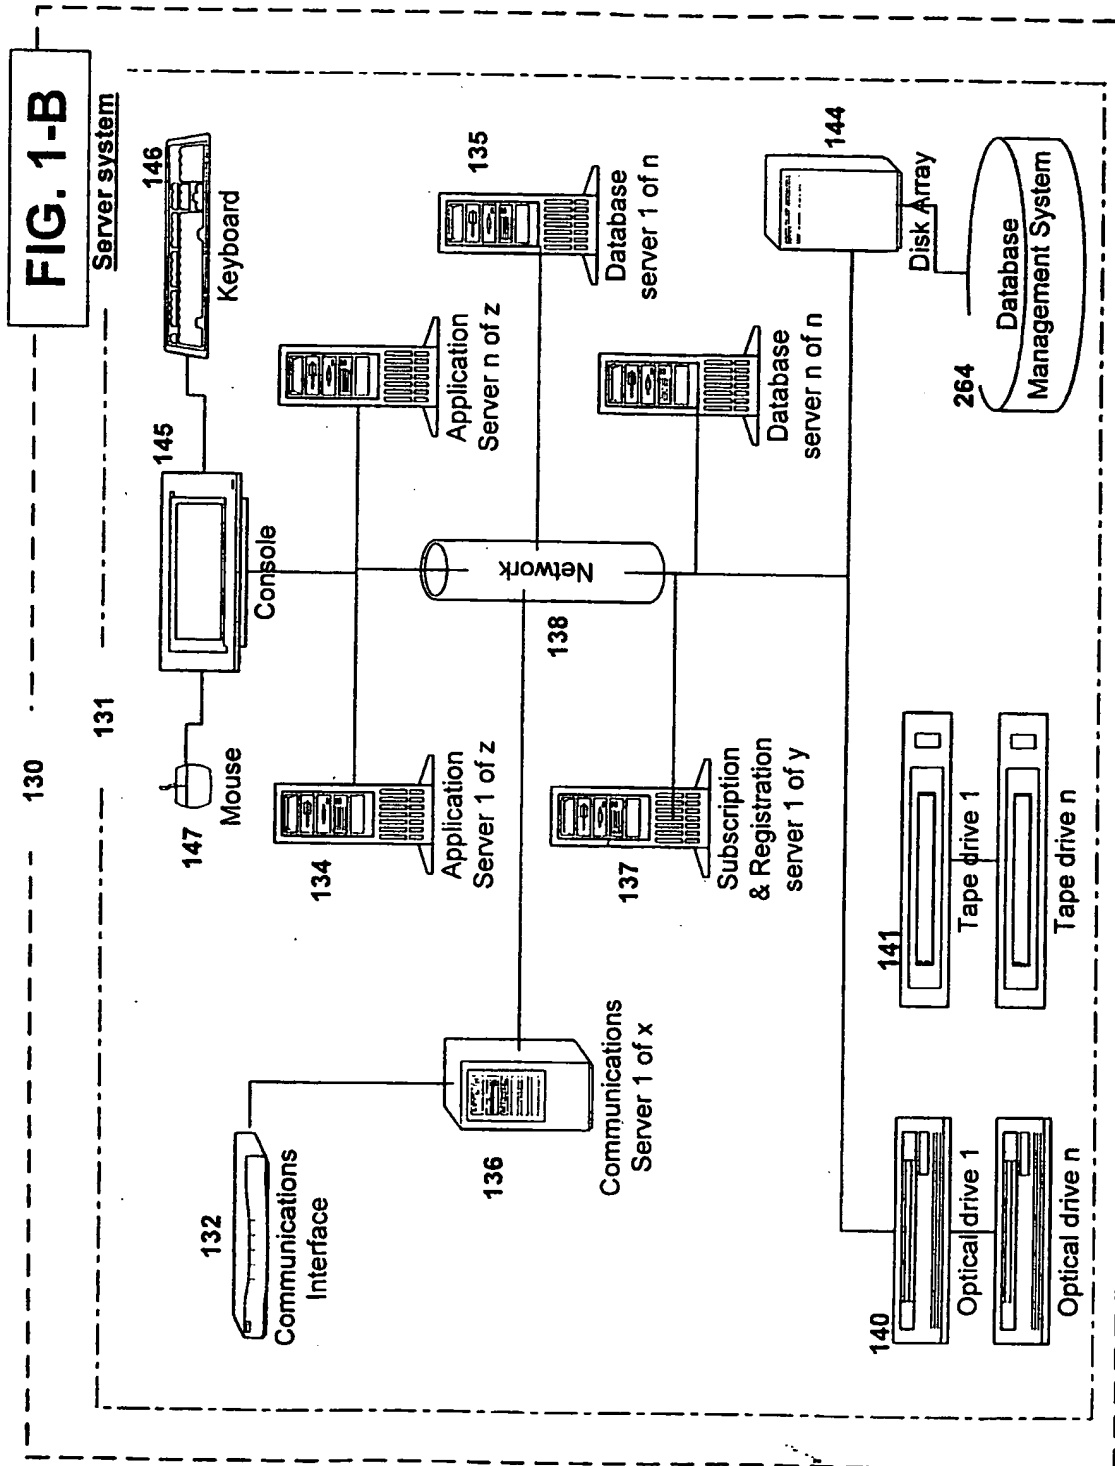 FIG. 1-B
Server system
130
131
132
Communications
Interface
147
Mouse
145
Console
146
Keyboard
134
Application
Server 1 of z
Application
Server n of z
136
Communications
Server 1 of x
138
Network
135
Database
server 1 of n
137
Subscription
& Registration
server 1 of y
Database
server n of n
144
Disk Array
140
Optical drive 1
Optical drive n
141
Tape drive 1
Tape drive n
264
Database
Management System